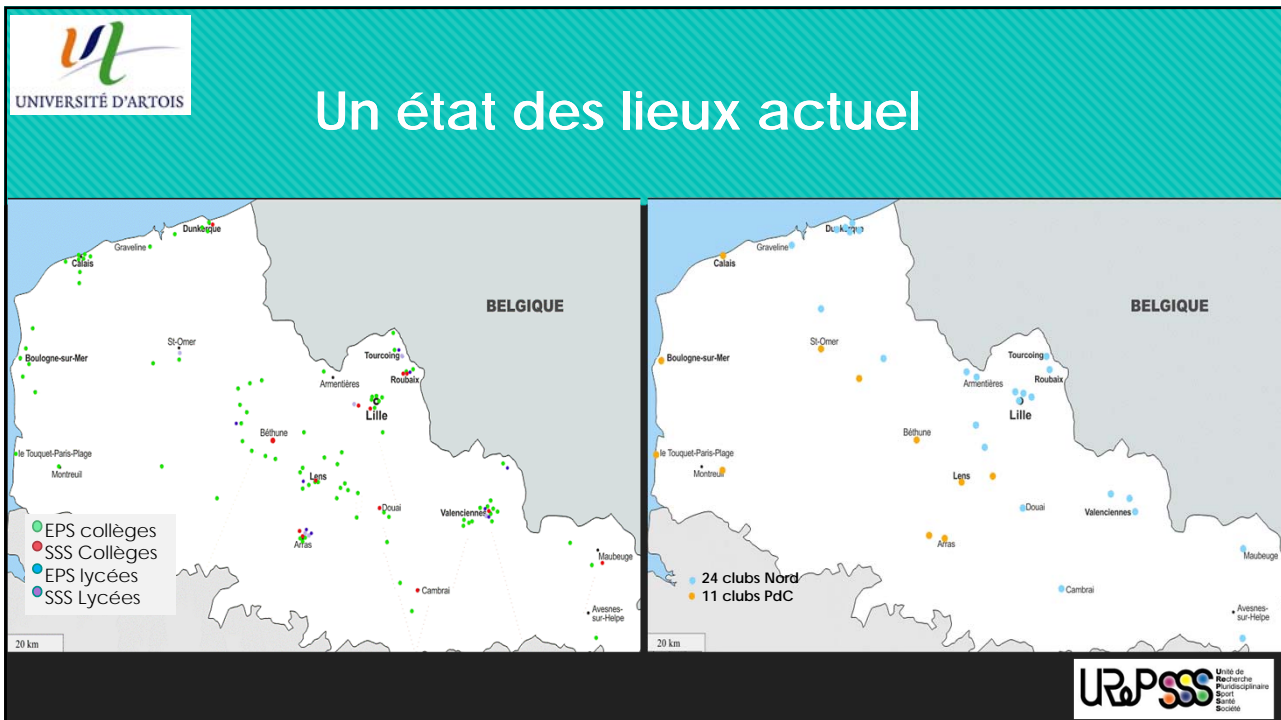 UNIVERSITÉ D'ARTOIS
Un état des lieux actuel
Dunkerque
Graveline
Calais
BELGIQUE
St-Omer
Boulogne-sur-Mer
Tourcoing
Roubaix
Armentières
Lille
Béthune
le Touquet-Paris-Plage
Montreuil
Lens
Douai
Valenciennes
Arras
Maubeuge
Cambrai
Avesnes-
sur-Helpe
EPS collèges
SSS Collèges
EPS lycées
SSS Lycées
20 km
Dunkerque
Graveline
Calais
BELGIQUE
St-Omer
Boulogne-sur-Mer
Tourcoing
Roubaix
Armentières
Lille
Béthune
le Touquet-Paris-Plage
Montreuil
Lens
Douai
Valenciennes
Arras
Maubeuge
Cambrai
Avesnes-
sur-Helpe
24 clubs Nord
11 clubs PdC
20 km
URePSSS
Unité de
Recherche
Pluridisciplinaire
Sport
Santé
Société